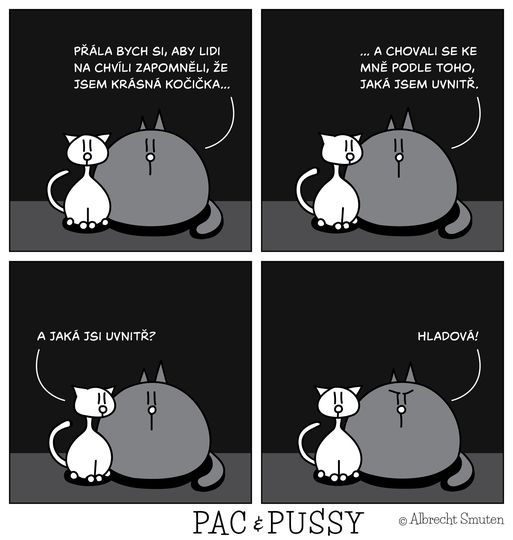 PŘÁLA BYCH SI, ABY LIDI
NA CHVÍLI ZAPOMNĚLI, ŽE
JSEM KRÁSNÁ KOČIČKA...
... A CHOVALI SE KE
MNĚ PODLE TOHO,
JAKÁ JSEM UVNITŘ.
A JAKÁ JSI UVNITŘ?
HLADOVÁ!
PAC & PUSSY
© Albrecht Smuten